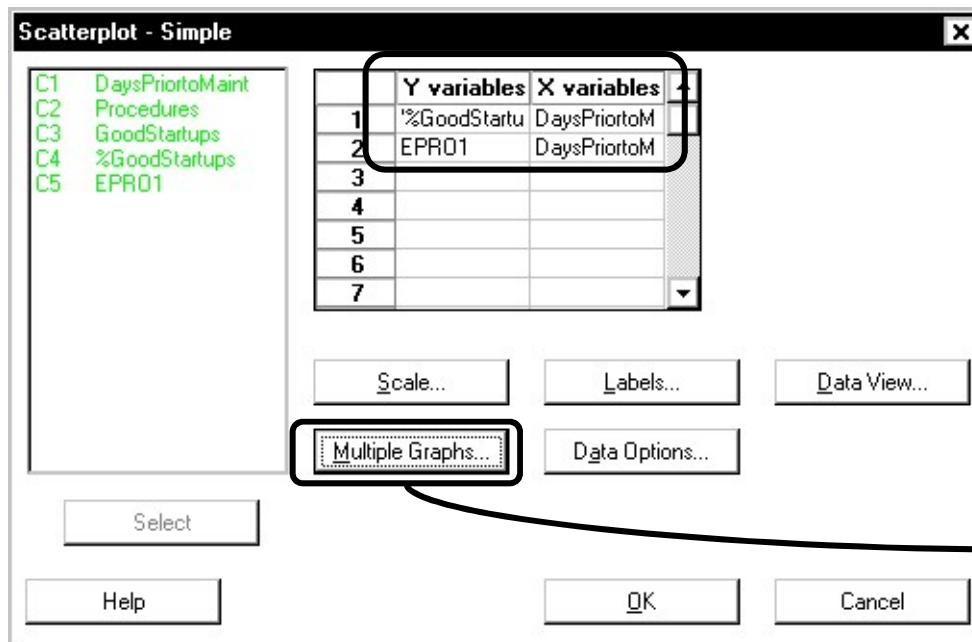 Scatterplot - Simple
C1 DaysPriortoMaint
C2 Procedures
C3 GoodStartups
C4 %GoodStartups
C5 EPRO1
Y variables X variables
1 '%GoodStartu DaysPriortoM
2 EPRO1 DaysPriortoM
3
4
5
6
7
Scale... Labels... Data View...
Multiple Graphs... Data Options...
Select
Help OK Cancel